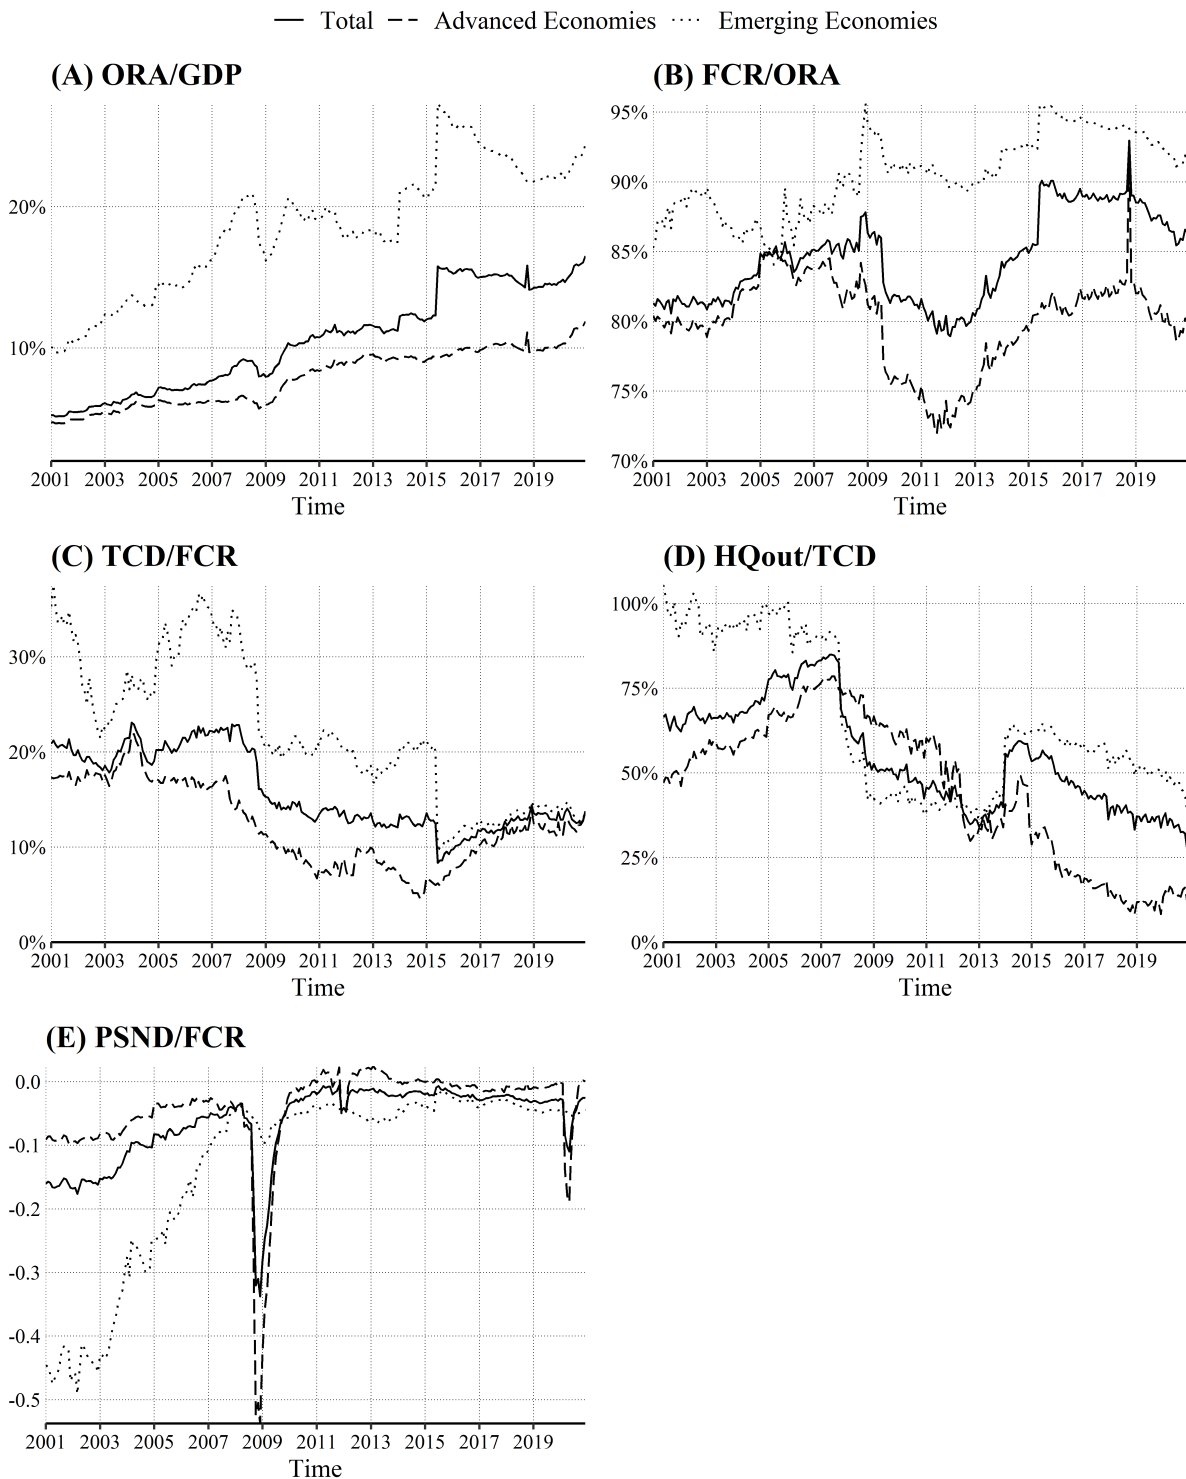 Total Advanced Economies Emerging Economies
(A) ORA/GDP
20%
10%
2001 2003 2005 2007 2009 2011 2013 2015 2017 2019
Time
(B) FCR/ORA
95%
90%
85%
80%
75%
70%
2001 2003 2005 2007 2009 2011 2013 2015 2017 2019
Time
(C) TCD/FCR
30%
20%
10%
0%
2001 2003 2005 2007 2009 2011 2013 2015 2017 2019
Time
(D) HQout/TCD
100%
75%
50%
25%
0%
2001 2003 2005 2007 2009 2011 2013 2015 2017 2019
Time
(E) PSND/FCR
0.0
-0.1
-0.2
-0.3
-0.4
-0.5
2001 2003 2005 2007 2009 2011 2013 2015 2017 2019
Time